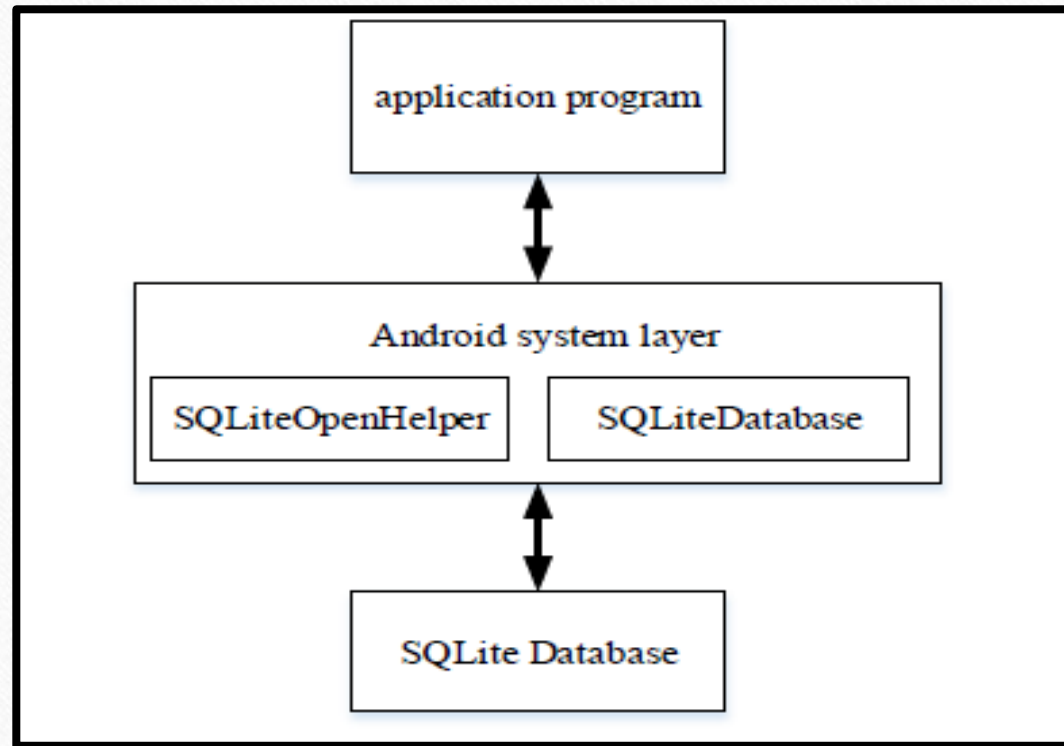 application program
Android system layer
SQLiteOpenHelper
SQLiteDatabase
SQLite Database